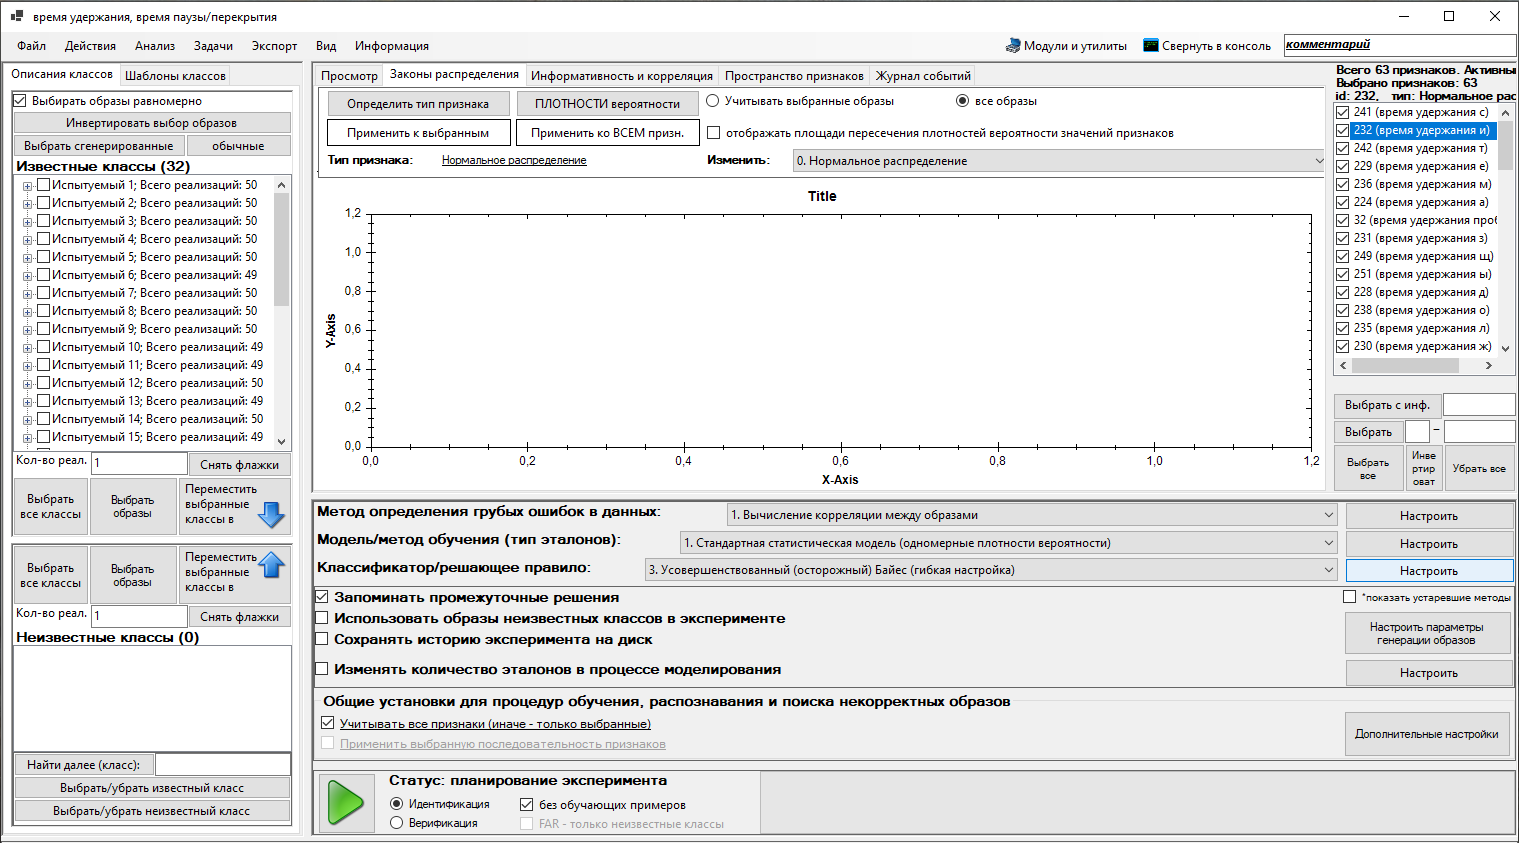 время удержания, время паузы/перекрытия
Файл Действия Анализ Задачи Экспорт Вид Информация
Модули и утилиты Свернуть в консоль комментарий
Описания классов Шаблоны классов
Выбирать образы равномерно
Инвертировать выбор образов
Выбрать сгенерированные обычные
Известные классы (32)
Испытуемый 1; Всего реализаций: 50
Испытуемый 2; Всего реализаций: 50
Испытуемый 3; Всего реализаций: 50
Испытуемый 4; Всего реализаций: 50
Испытуемый 5; Всего реализаций: 50
Испытуемый 6; Всего реализаций: 49
Испытуемый 7; Всего реализаций: 50
Испытуемый 8; Всего реализаций: 50
Испытуемый 9; Всего реализаций: 50
Испытуемый 10; Всего реализаций: 49
Испытуемый 11; Всего реализаций: 49
Испытуемый 12; Всего реализаций: 50
Испытуемый 13; Всего реализаций: 49
Испытуемый 14; Всего реализаций: 50
Испытуемый 15; Всего реализаций: 49
Кол-во реал. 1 Снять флажки
Выбрать
все классы
Выбрать
образы
Переместить
выбранные
классы в
Выбрать
все классы
Выбрать
образы
Переместить
выбранные
классы в
Кол-во реал. 1 Снять флажки
Неизвестные классы (0)
Найти далее (класс):
Выбрать/убрать известный класс
Выбрать/убрать неизвестный класс
Просмотр Законы распределения Информативность и корреляция Пространство признаков Журнал событий
Определить тип признака ПЛОТНОСТИ вероятности Учитывать выбранные образы все образы
Применить к выбранным Применить ко ВСЕМ призн. отображать площади пересечения плотностей вероятности значений признаков
Тип признака: Нормальное распределение Изменить: 0. Нормальное распределение
Title
1,2
1,0
0,8
0,6
0,4
0,2
0,0
Y-Axis
0,0 0,2 0,4 0,6 0,8 1,0 1,2
X-Axis
Всего 63 признаков. Активны
Выбрано признаков: 63
id: 232, тип: Нормальное рас
241 (время удержания с)
232 (время удержания и)
242 (время удержания т)
229 (время удержания е)
236 (время удержания м)
224 (время удержания а)
32 (время удержания проб
231 (время удержания з)
249 (время удержания щ)
251 (время удержания ы)
228 (время удержания д)
238 (время удержания о)
235 (время удержания л)
230 (время удержания ж)
Выбрать с инф.
Выбрать –
Выбрать
все
Инве
ртир
оват
Убрать все
Метод определения грубых ошибок в данных: 1. Вычисление корреляции между образами Настроить
Модель/метод обучения (тип эталонов): 1. Стандартная статистическая модель (одномерные плотности вероятности) Настроить
Классификатор/решающее правило: 3. Усовершенствованный (осторожный) Байес (гибкая настройка) Настроить
Запоминать промежуточные решения *показать устаревшие методы
Использовать образы неизвестных классов в эксперименте
Сохранять историю эксперимента на диск
Настроить параметры
генерации образов
Изменять количество эталонов в процессе моделирования Настроить
Общие установки для процедур обучения, распознавания и поиска некорректных образов
Учитывать все признаки (иначе - только выбранные)
Применить выбранную последовательность признаков
Дополнительные настройки
Статус: планирование эксперимента
Идентификация без обучающих примеров
Верификация FAR - только неизвестные классы